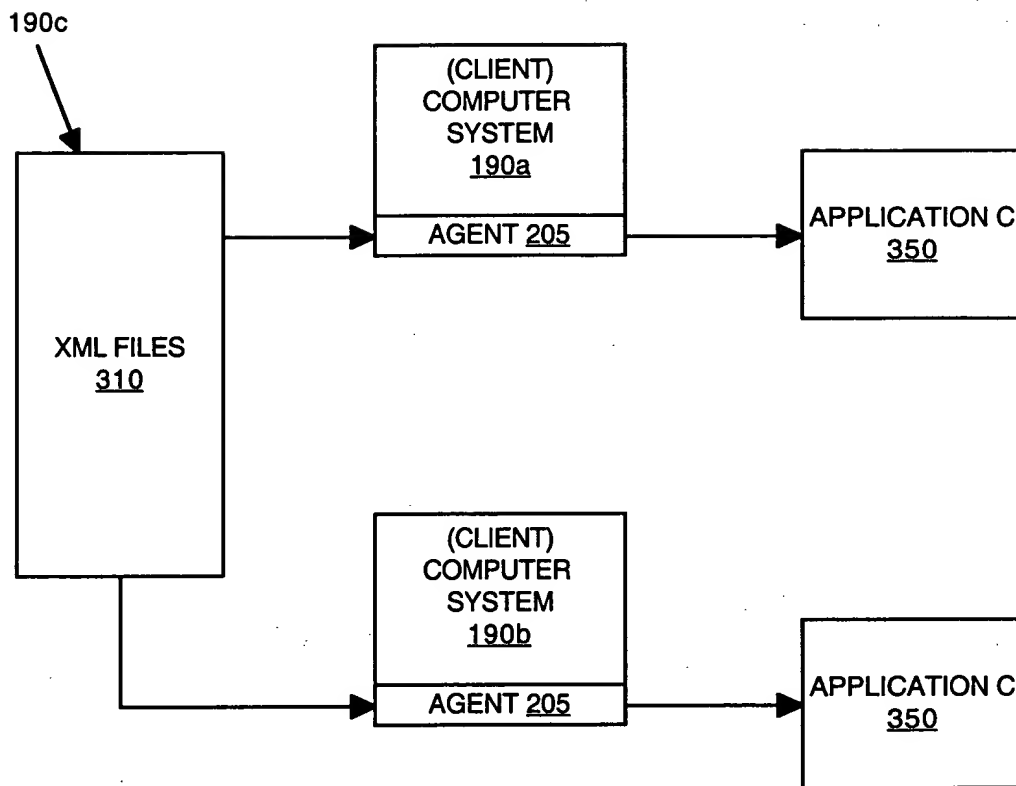 190c
(CLIENT)
COMPUTER
SYSTEM
190a
AGENT 205
APPLICATION C
350
XML FILES
310
(CLIENT)
COMPUTER
SYSTEM
190b
AGENT 205
APPLICATION C
350